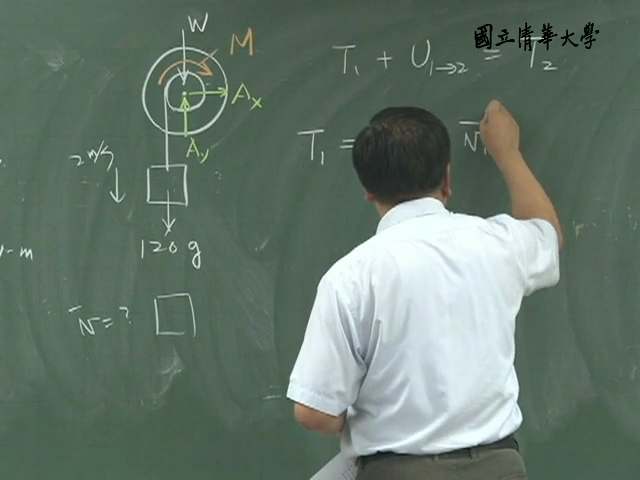 國立清華大學
W
M
T₁ + U₁→₂ = T₂
Ax
Ay
T₁ =
2 m/s
120 g
-m